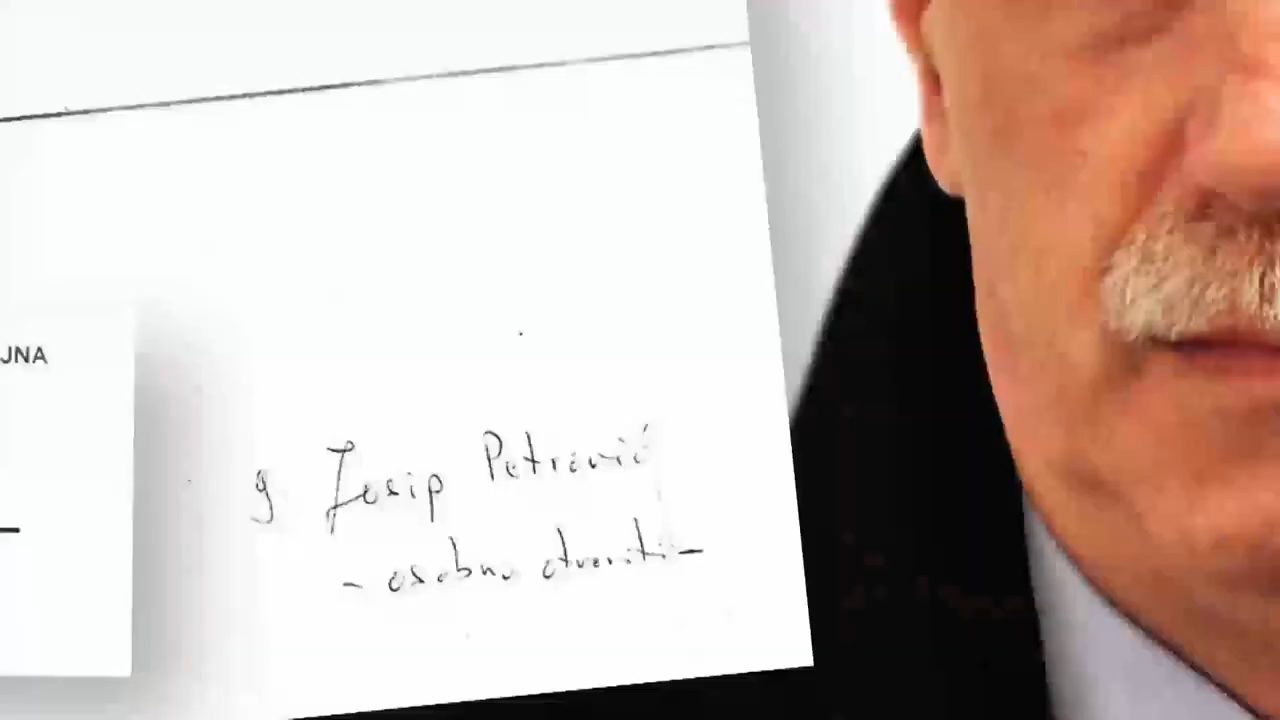 JNA
g. Josip Petrović
- osobno otvoriti -